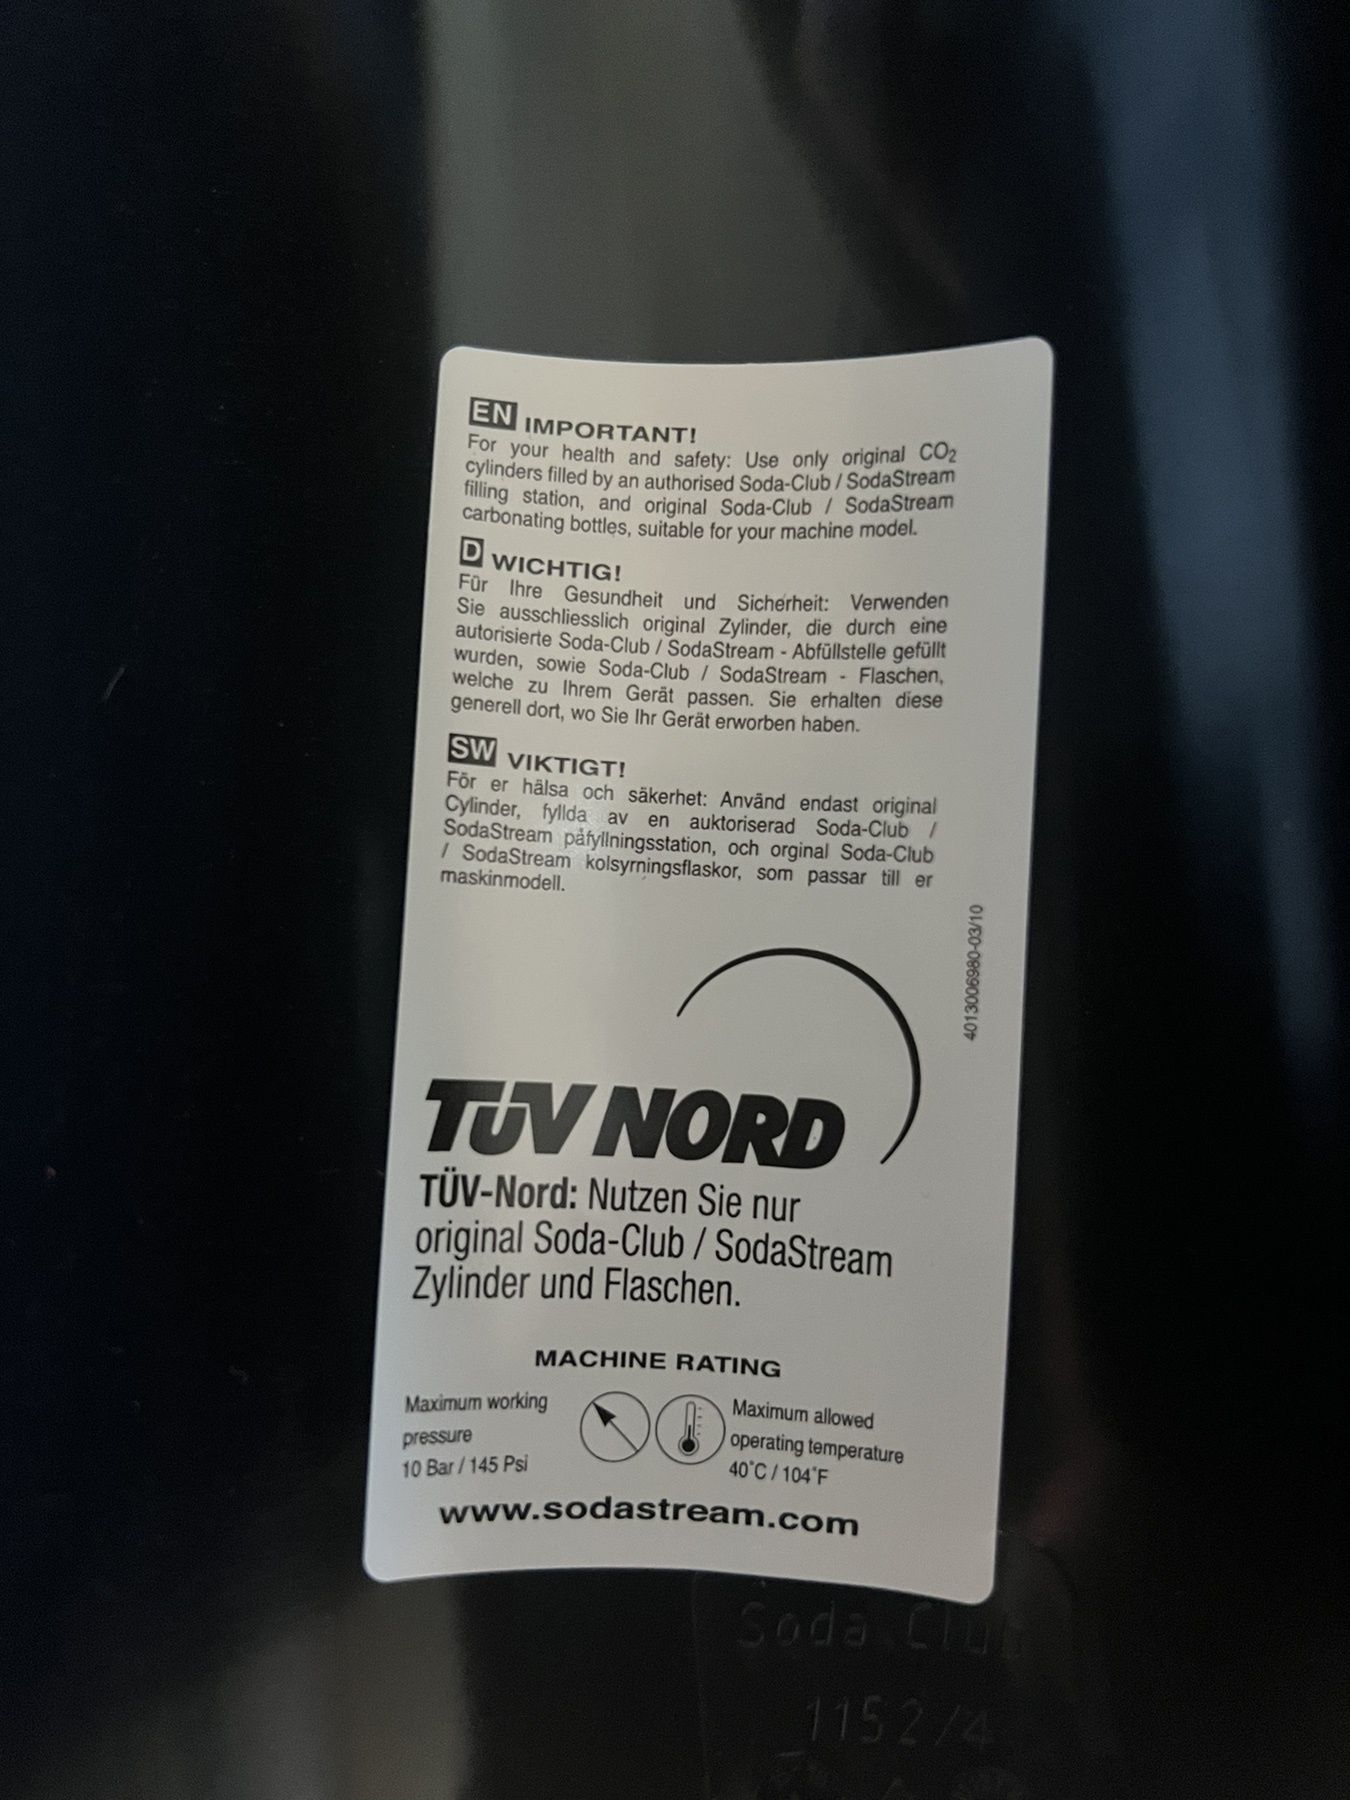 EN IMPORTANT!
For your health and safety: Use only original CO₂
cylinders filled by an authorised Soda-Club / SodaStream
filling station, and original Soda-Club / SodaStream
carbonating bottles, suitable for your machine model.
D WICHTIG!
Für Ihre Gesundheit und Sicherheit: Verwenden
Sie ausschliesslich original Zylinder, die durch eine
autorisierte Soda-Club / SodaStream - Abfüllstelle gefüllt
wurden, sowie Soda-Club / SodaStream - Flaschen,
welche zu Ihrem Gerät passen. Sie erhalten diese
generell dort, wo Sie Ihr Gerät erworben haben.
SW VIKTIGT!
För er hälsa och säkerhet: Använd endast original
Cylinder, fyllda av en auktoriserad Soda-Club /
SodaStream påfyllningsstation, och orginal Soda-Club
/ SodaStream kolsyrningsflaskor, som passar till er
maskinmodell.
4013006980-03/10
TÜV NORD
TÜV-Nord: Nutzen Sie nur
original Soda-Club / SodaStream
Zylinder und Flaschen.
MACHINE RATING
Maximum working
pressure
10 Bar / 145 Psi
Maximum allowed
operating temperature
40˚C / 104˚F
www.sodastream.com
Soda Club
1152/4